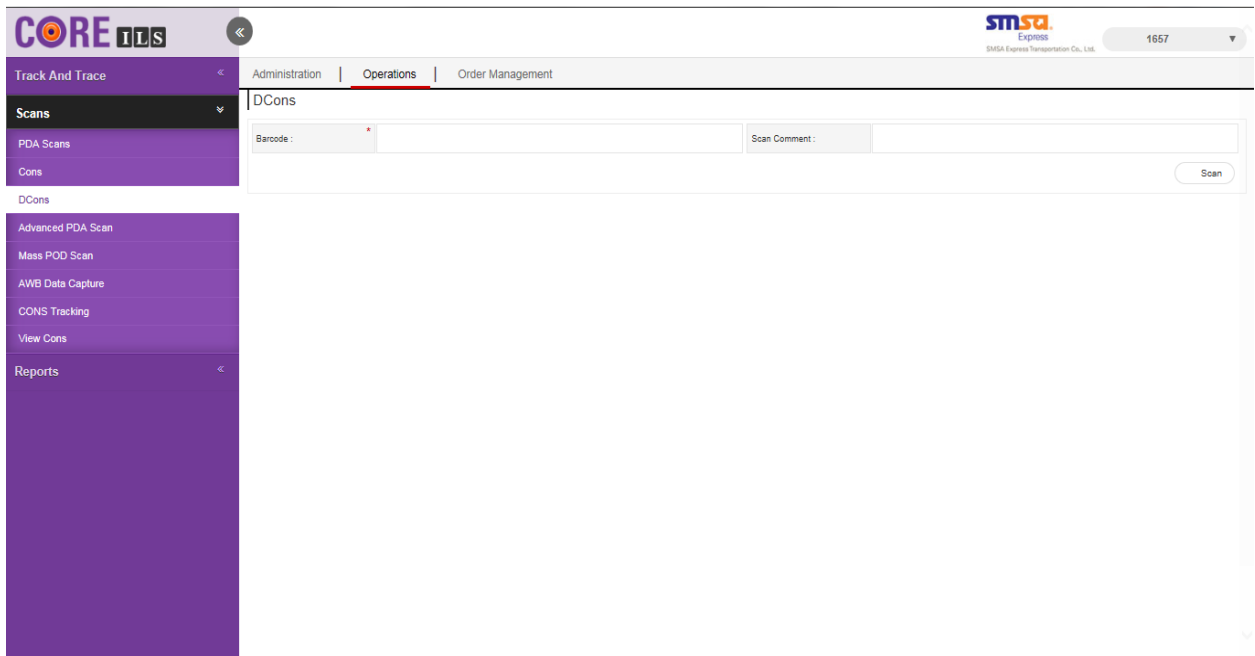 CORE ILS
«
smsa
Express
SMSA Express Transportation Co., Ltd.
1657
Track And Trace
Administration | Operations | Order Management
Scans
DCons
Barcode : *
Scan Comment :
Scan
PDA Scans
Cons
DCons
Advanced PDA Scan
Mass POD Scan
AWB Data Capture
CONS Tracking
View Cons
Reports